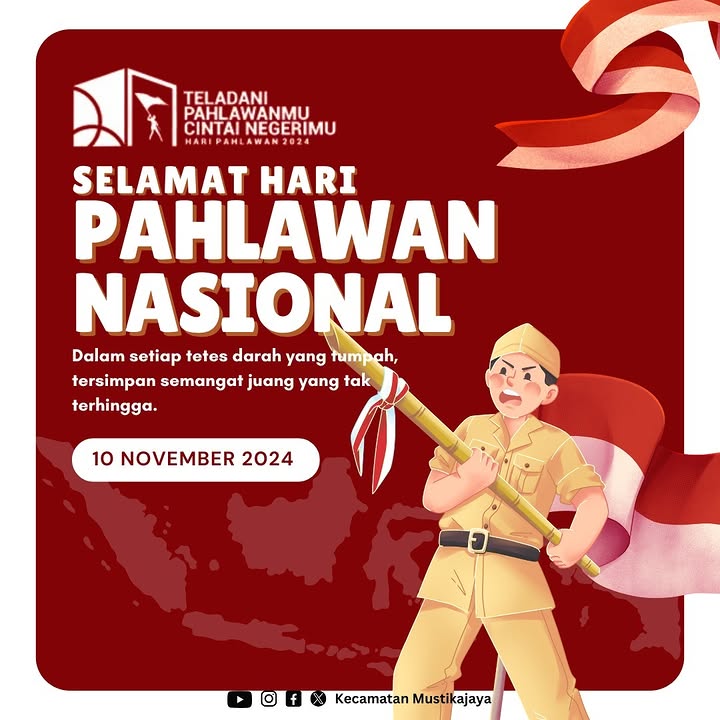 TELADANI
PAHLAWANMU
CINTAI NEGERIMU
HARI PAHLAWAN 2024
SELAMAT HARI
PAHLAWAN
NASIONAL
Dalam setiap tetes darah yang tumpah,
tersimpan semangat juang yang tak
terhingga.
10 NOVEMBER 2024
Kecamatan Mustikajaya